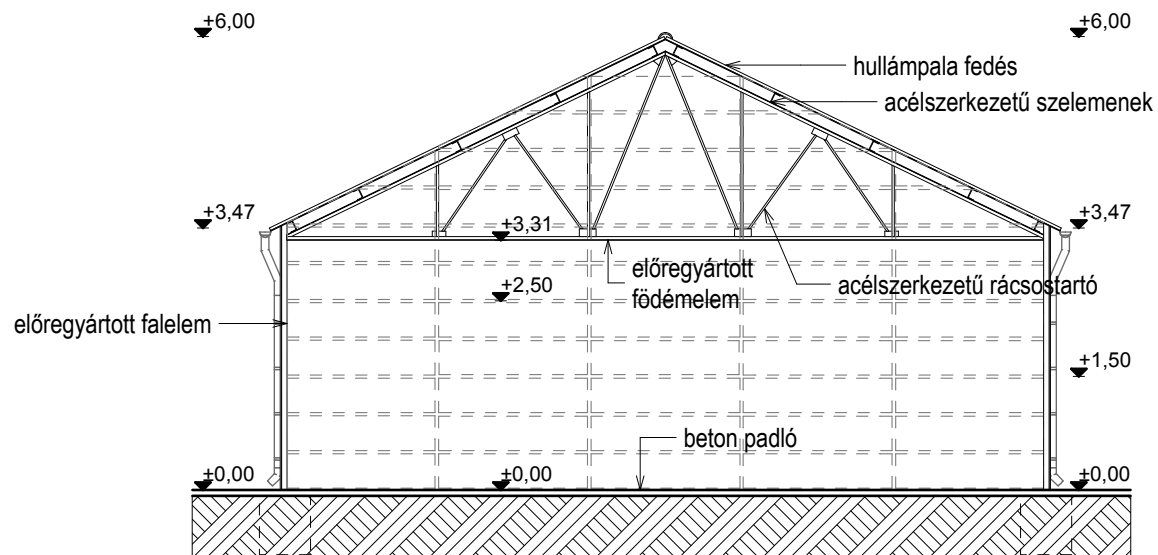 +6,00
+6,00
hullámpala fedés
acélszerkezetű szelemenek
+3,47
+3,31
+3,47
előregyártott
födémelem
+2,50
acélszerkezetű rácsostartó
előregyártott falelem
+1,50
beton padló
±0,00
±0,00
±0,00